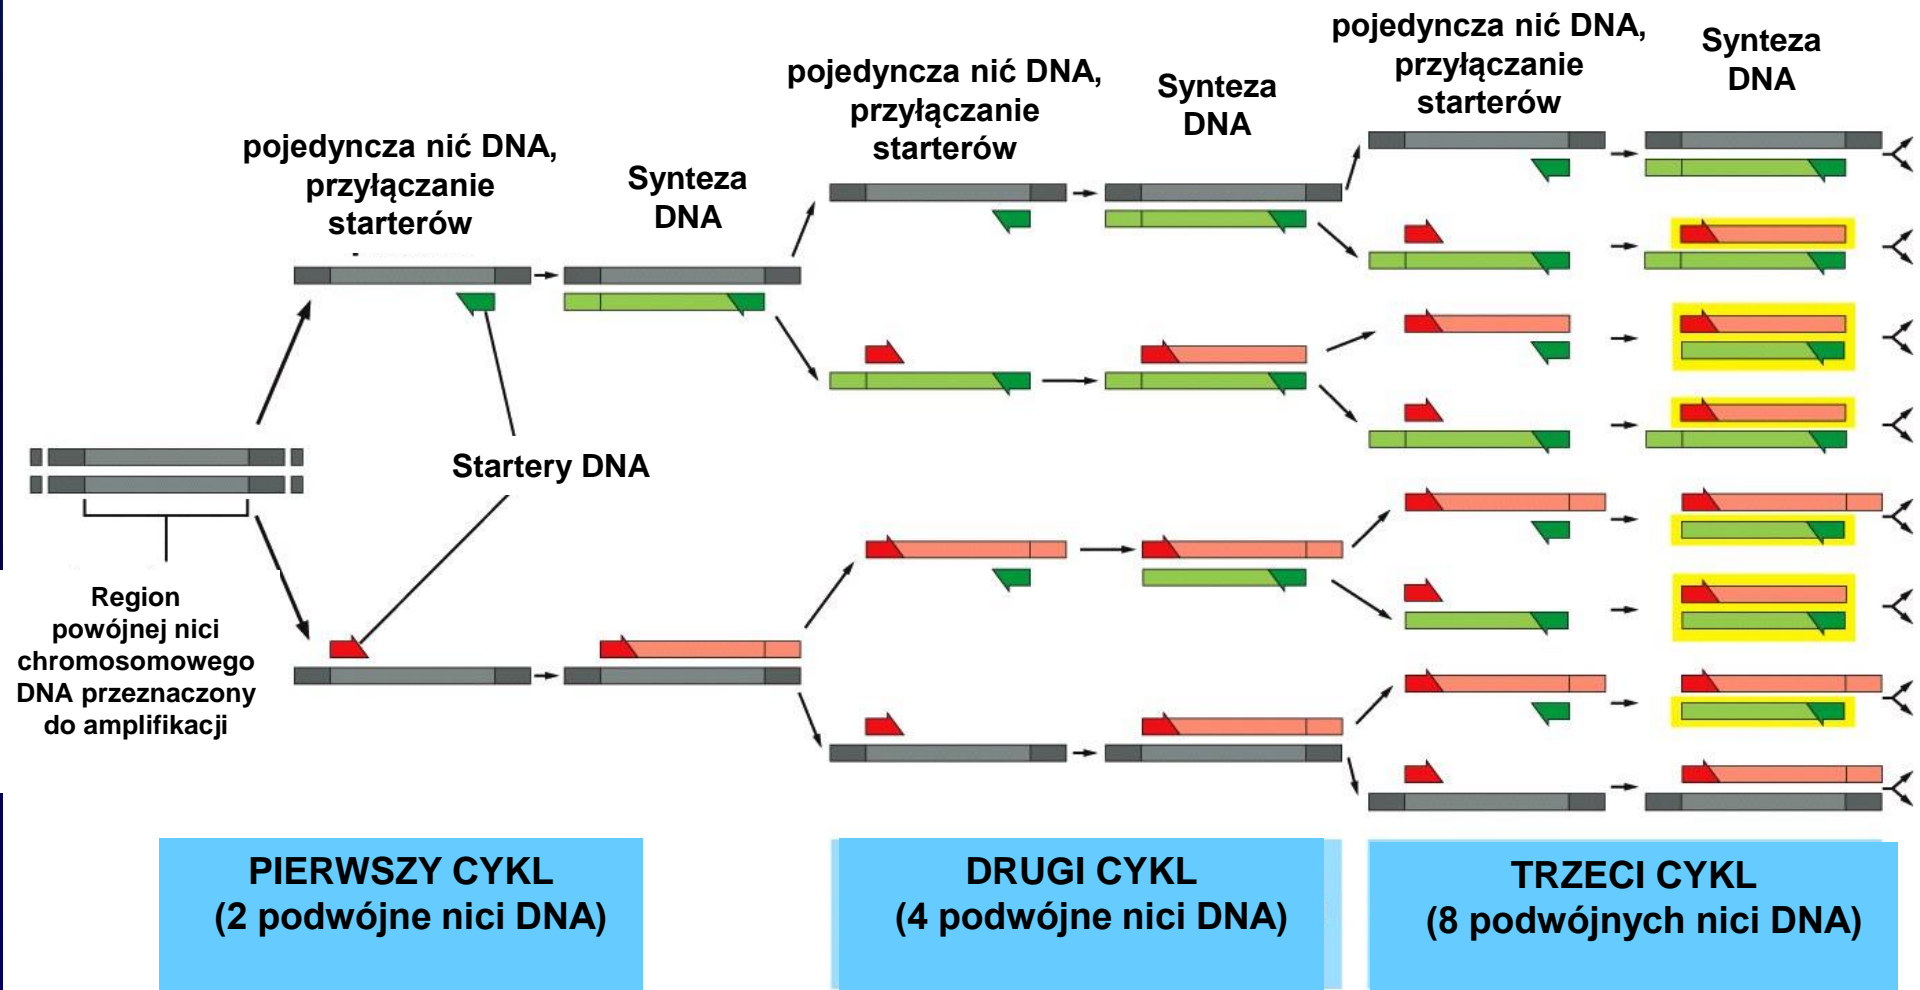 pojedyncza nić DNA,
przyłączanie
starterów
Synteza
DNA
pojedyncza nić DNA,
przyłączanie
starterów
Synteza
DNA
pojedyncza nić DNA,
przyłączanie
starterów
Synteza
DNA
Startery DNA
Region
powójnej nici
chromosomowego
DNA przeznaczony
do amplifikacji
PIERWSZY CYKL
(2 podwójne nici DNA)
DRUGI CYKL
(4 podwójne nici DNA)
TRZECI CYKL
(8 podwójnych nici DNA)